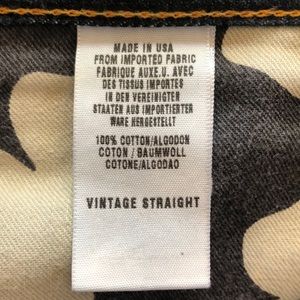 MADE IN USA
FROM IMPORTED FABRIC
FABRIQUE AUX E.U. AVEC
DES TISSUS IMPORTES
IN DEN VEREINIGTEN
STAATEN AUS IMPORTIERTER
WARE HERGESTELLT
100% COTTON/ALGODON
COTON / BAUMWOLL
COTONE/ALGODAO
VINTAGE STRAIGHT